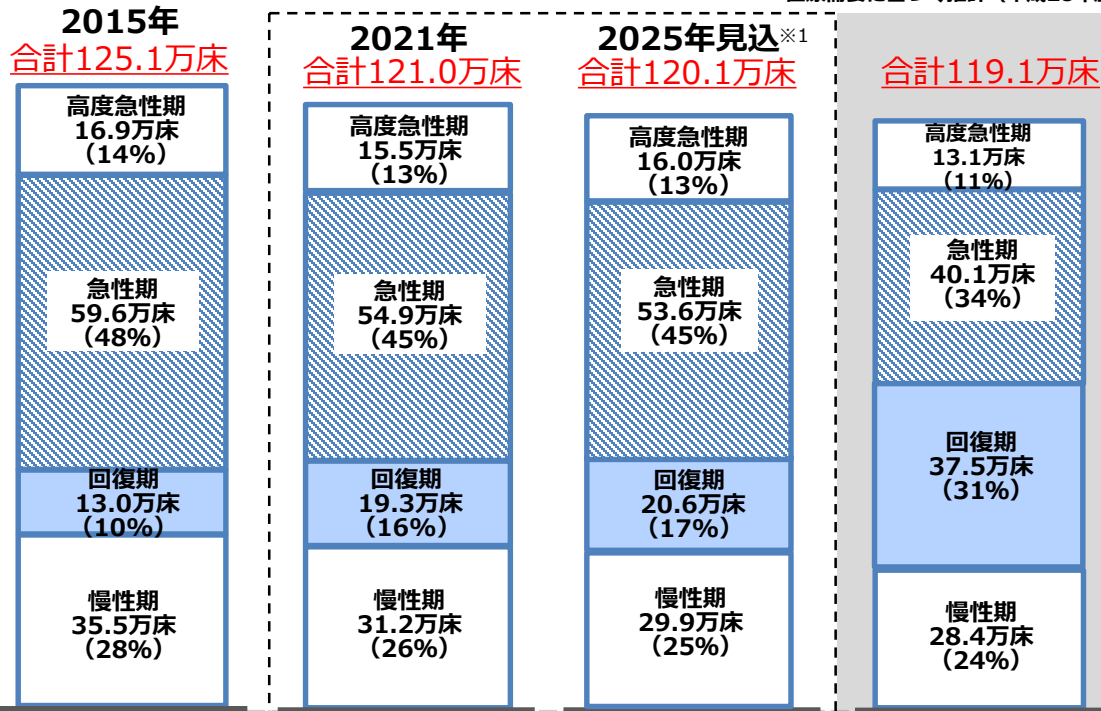 2015年
合計125.1万床
高度急性期
16.9万床
(14%)
急性期
59.6万床
(48%)
回復期
13.0万床
(10%)
慢性期
35.5万床
(28%)
2021年
合計121.0万床
高度急性期
15.5万床
(13%)
急性期
54.9万床
(45%)
回復期
19.3万床
(16%)
慢性期
31.2万床
(26%)
2025年見込※1
合計120.1万床
高度急性期
16.0万床
(13%)
急性期
53.6万床
(45%)
回復期
20.6万床
(17%)
慢性期
29.9万床
(25%)
合計119.1万床
高度急性期
13.1万床
(11%)
急性期
40.1万床
(34%)
回復期
37.5万床
(31%)
慢性期
28.4万床
(24%)